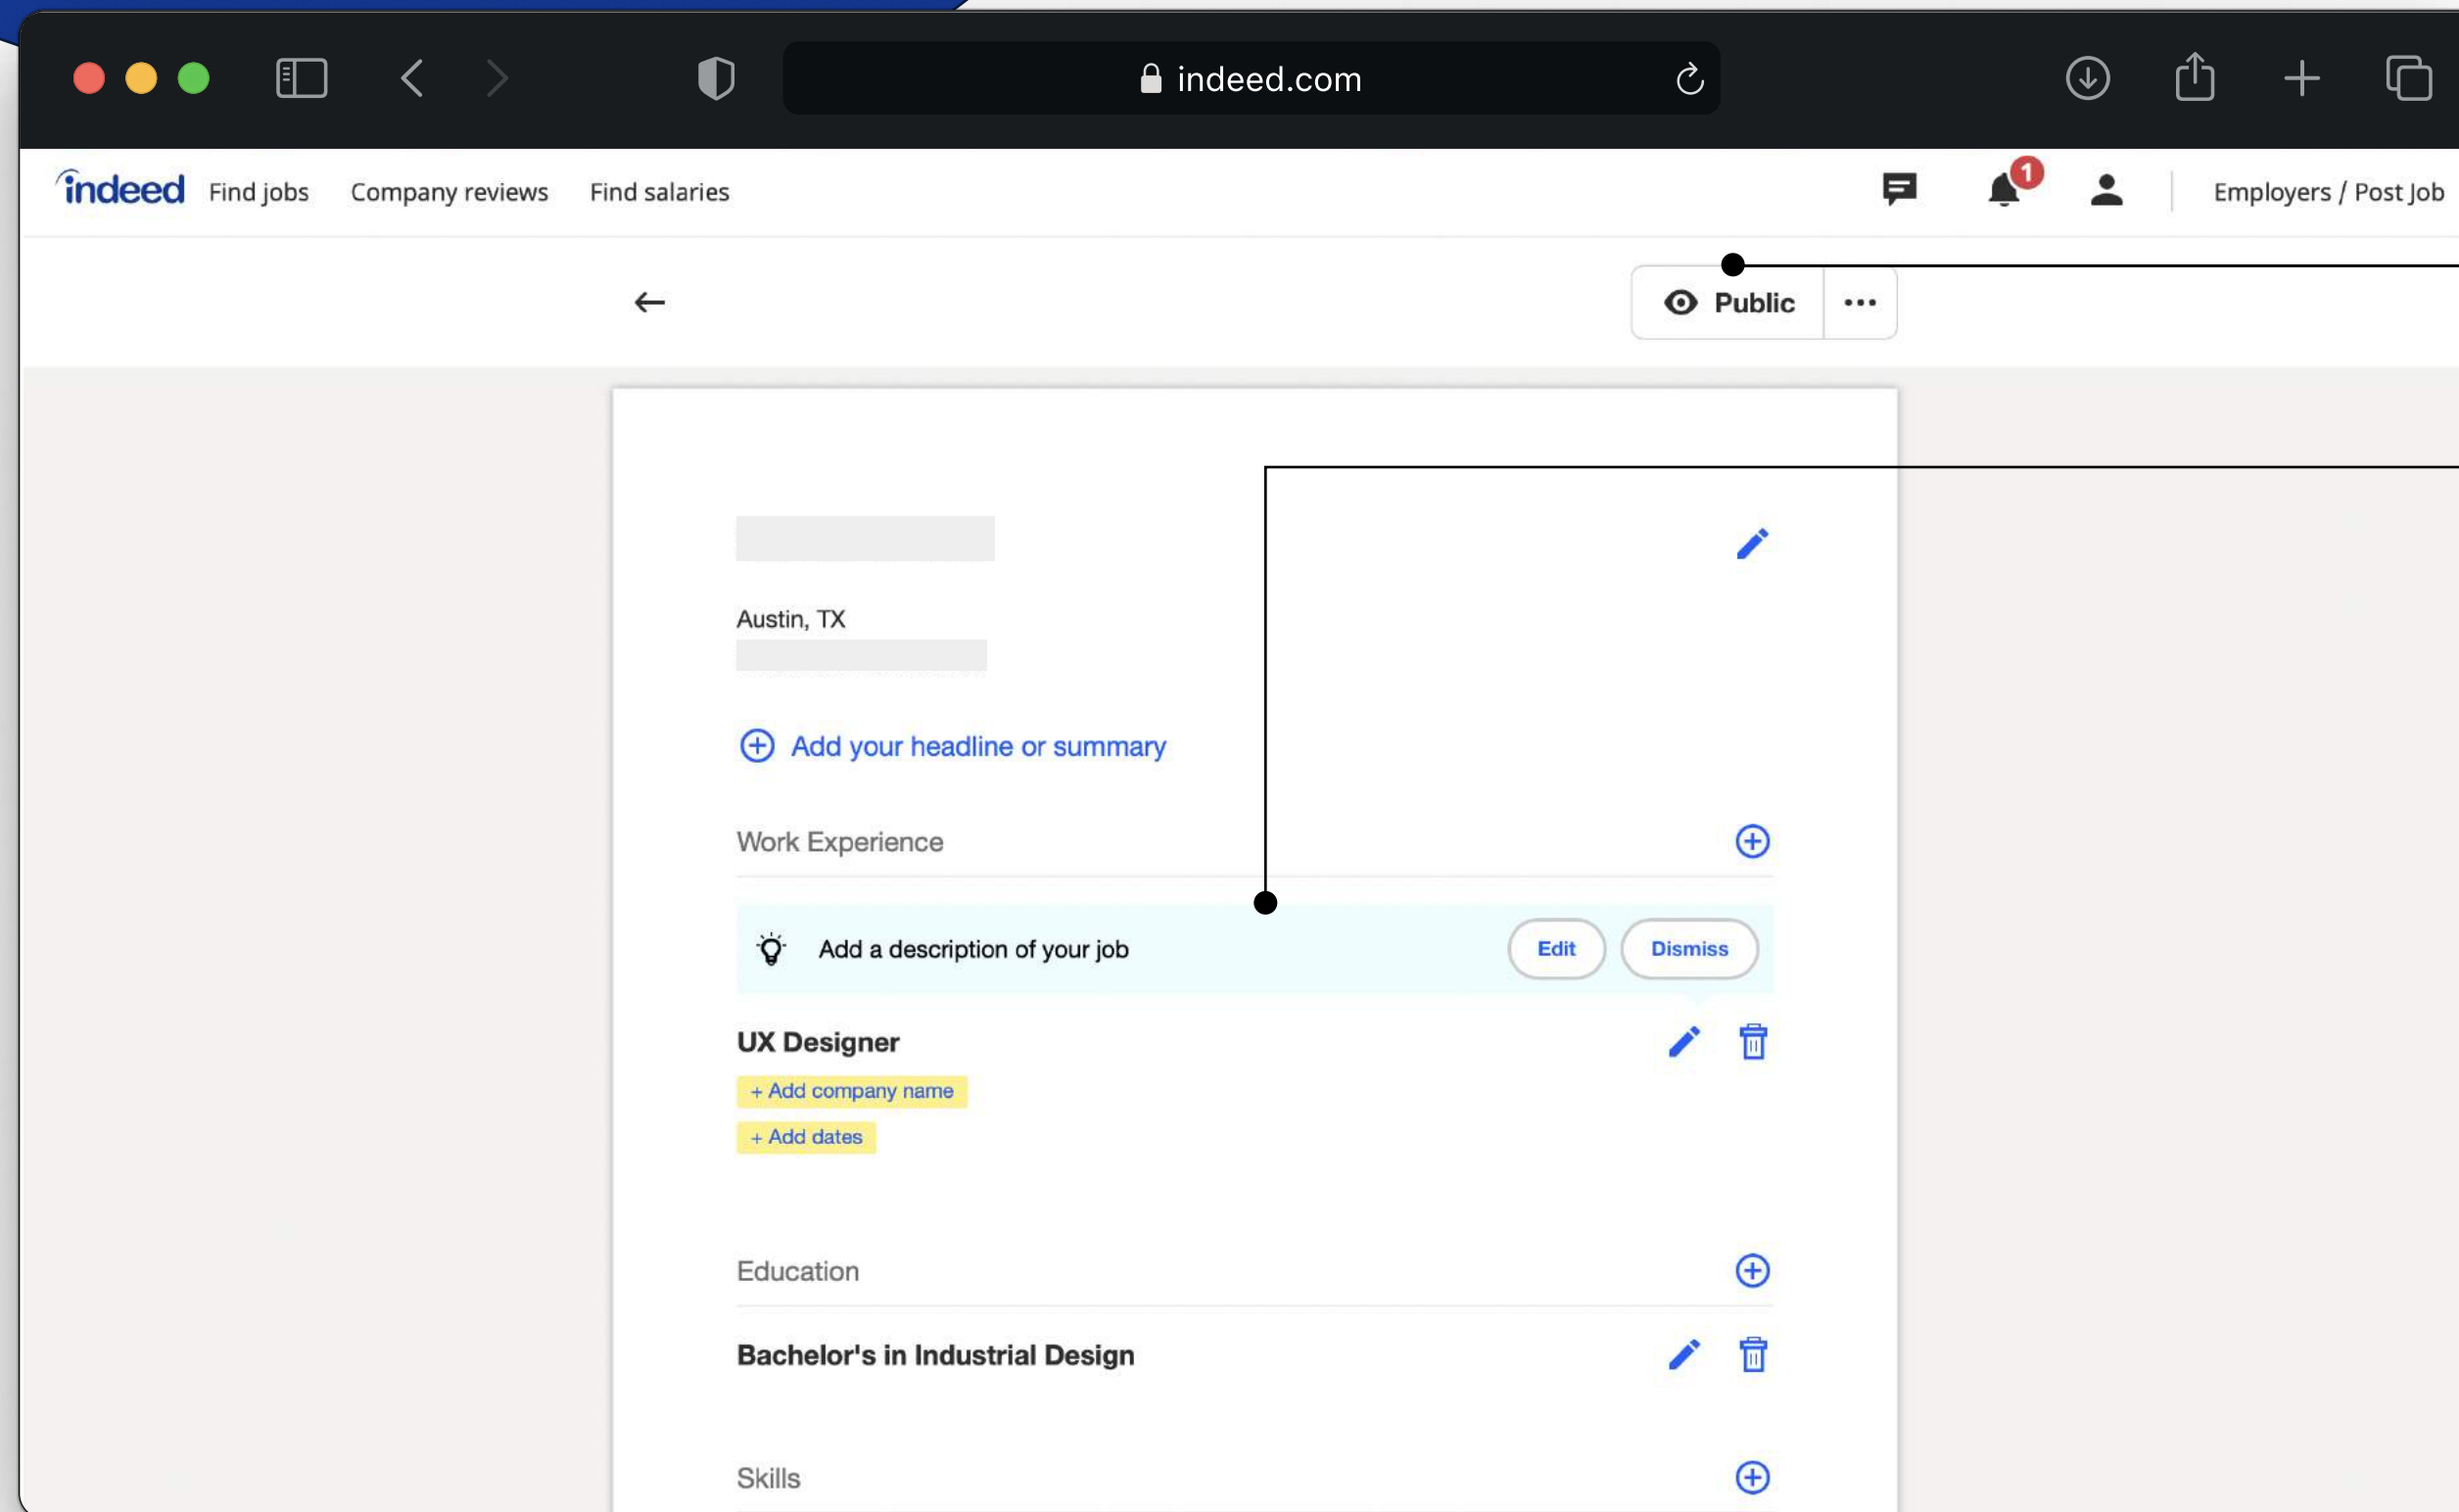 indeed.com
indeed Find jobs Company reviews Find salaries 1 Employers / Post Job
Public
Austin, TX
Add your headline or summary
Work Experience
Add a description of your job Edit Dismiss
UX Designer
+ Add company name
+ Add dates
Education
Bachelor's in Industrial Design
Skills